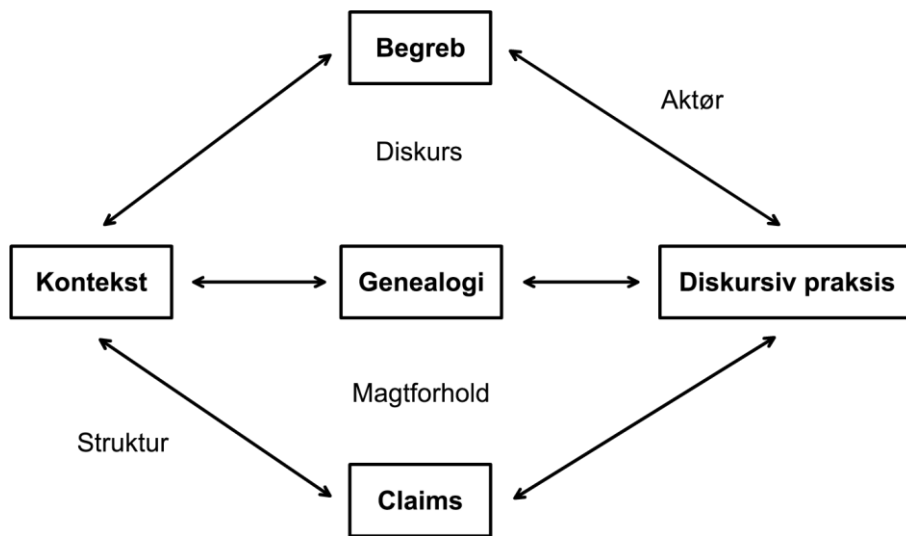 Begreb
Aktør
Diskurs
Kontekst
Genealogi
Diskursiv praksis
Magtforhold
Struktur
Claims